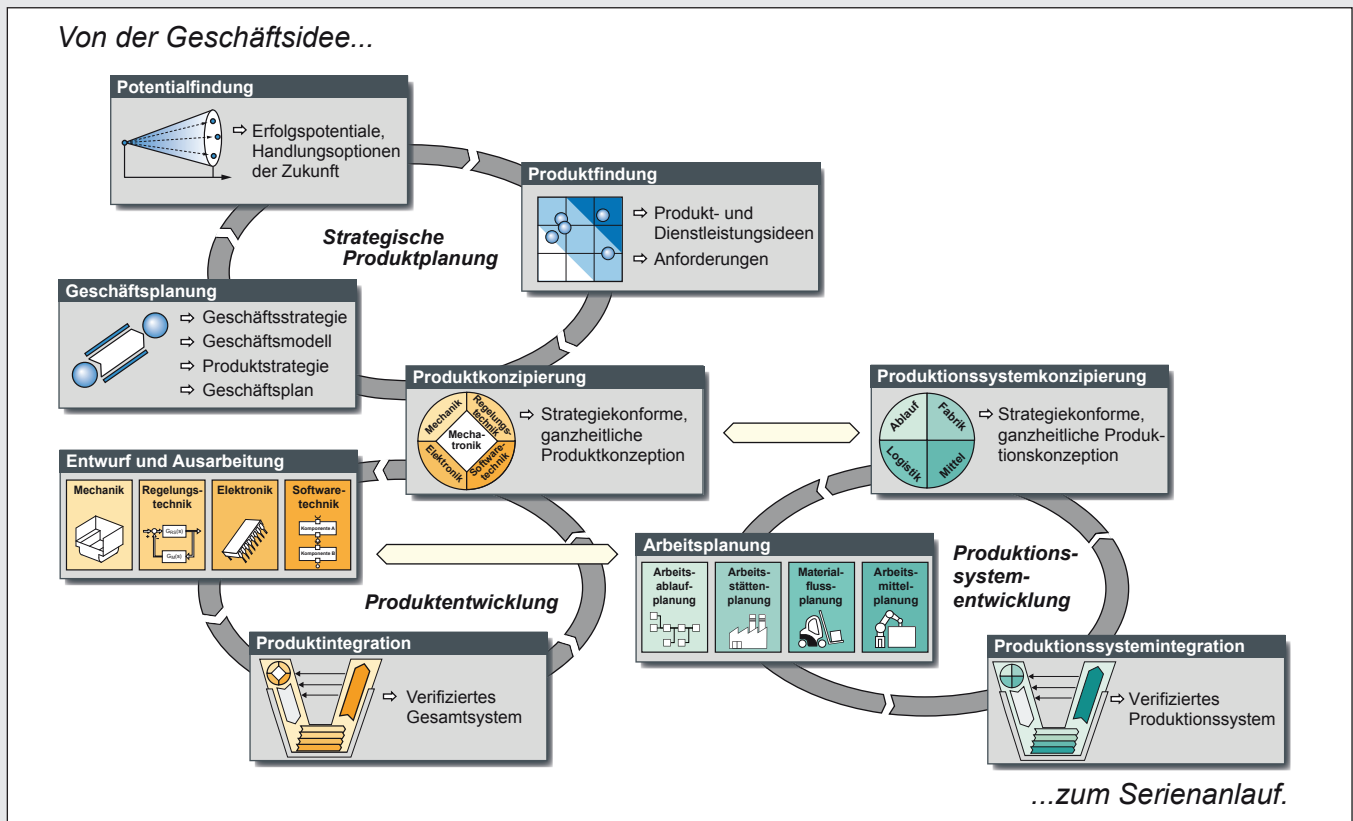 Von der Geschäftsidee...
Potentialfindung
⇨ Erfolgspotentiale,
Handlungsoptionen
der Zukunft
Produktfindung
⇨ Produkt- und
Dienstleistungsideen
⇨ Anforderungen
Strategische
Produktplanung
Geschäftsplanung
⇨ Geschäftsstrategie
⇨ Geschäftsmodell
⇨ Produktstrategie
⇨ Geschäftsplan
Produktkonzipierung
Mechanik
Regelungs-
technik
Mecha-
tronik
Elektronik
Software-
technik
⇨ Strategiekonforme,
ganzheitliche
Produktkonzeption
Produktionssystemkonzipierung
Ablauf
Fabrik
Logistik
Mittel
⇨ Strategiekonforme,
ganzheitliche Produk-
tionskonzeption
Entwurf und Ausarbeitung
Mechanik
Regelungs-
technik
Elektronik
Software-
technik
Komponente A
Komponente B
Produktentwicklung
Arbeitsplanung
Arbeits-
ablauf-
planung
Arbeits-
stätten-
planung
Material-
fluss-
planung
Arbeits-
mittel-
planung
Produktions-
system-
entwicklung
Produktintegration
⇨ Verifiziertes
Gesamtsystem
Produktionssystemintegration
⇨ Verifiziertes
Produktionssystem
...zum Serienanlauf.